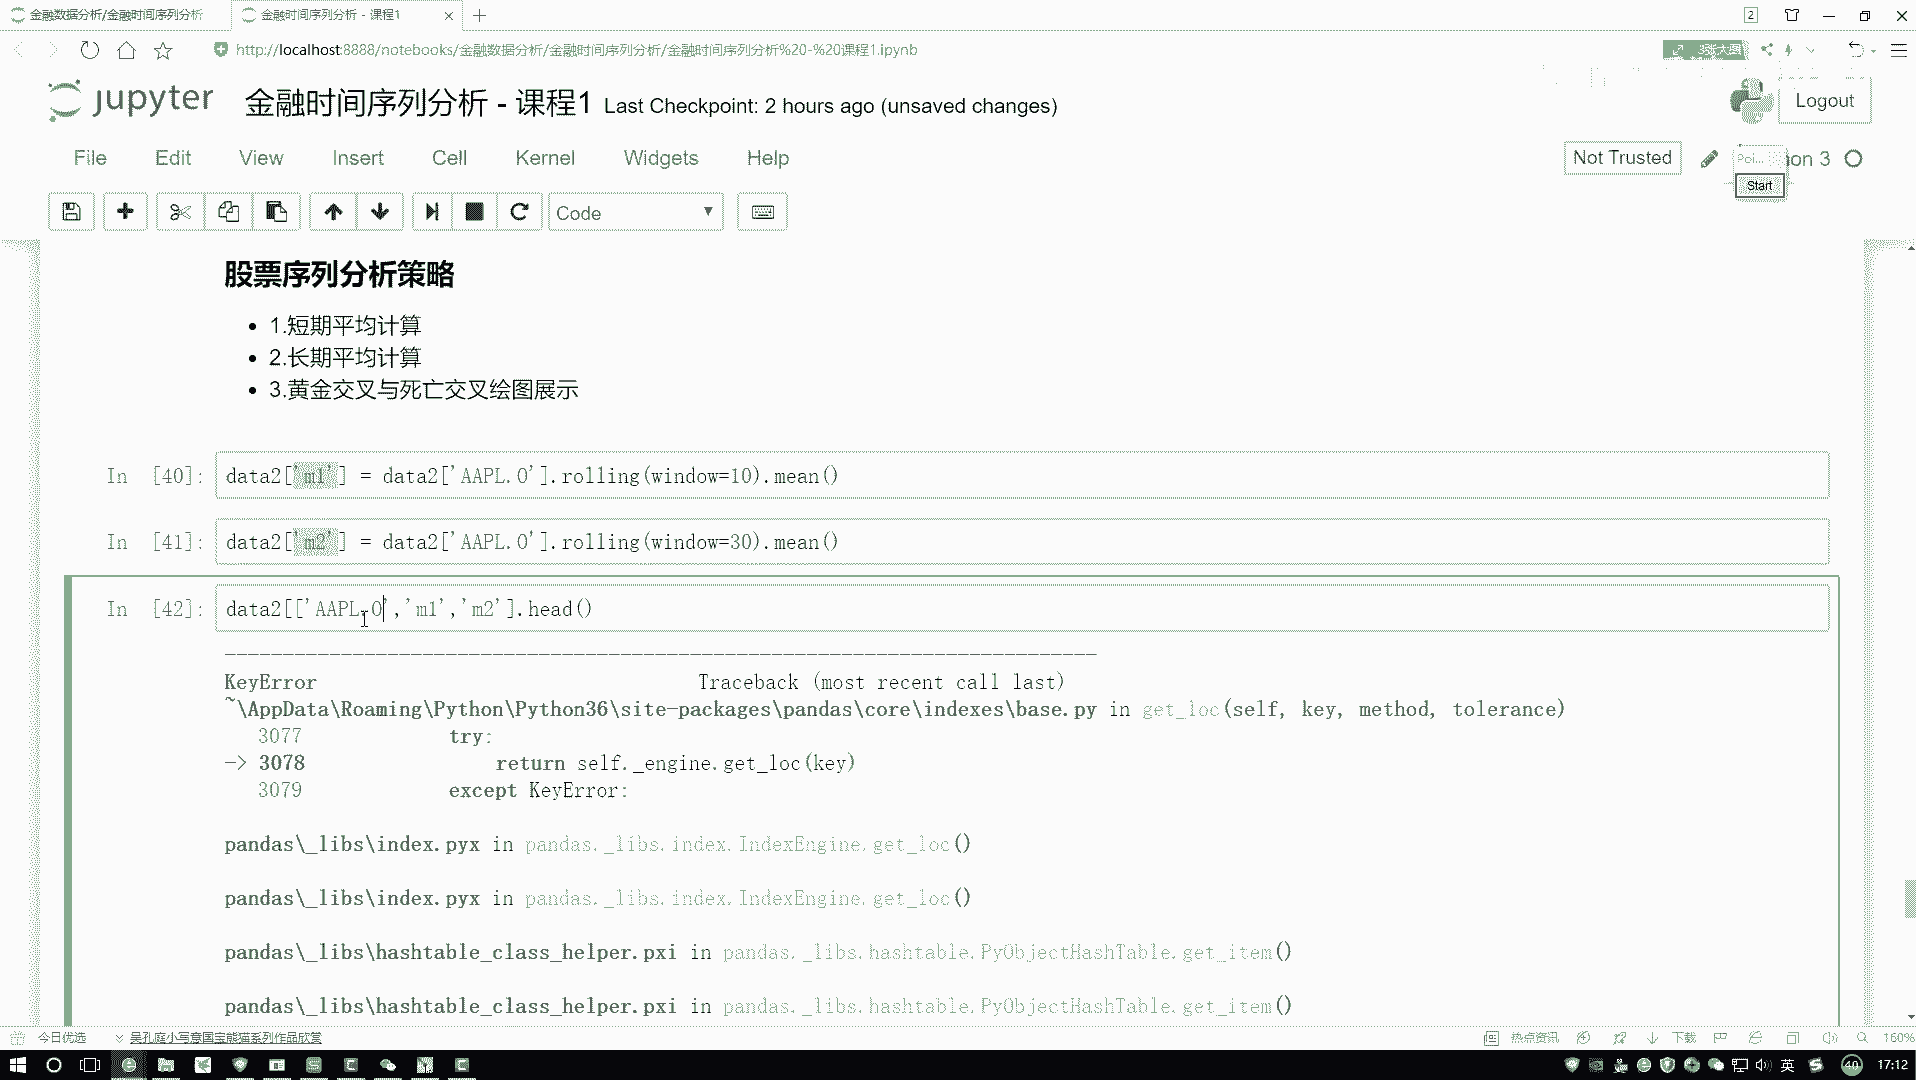 金融数据分析/金融时间序列分析
金融时间序列分析 - 课程1
2
http://localhost:8888/notebooks/金融数据分析/金融时间序列分析/金融时间序列分析%20-%20课程1.ipynb
jupyter 金融时间序列分析 - 课程1 Last Checkpoint: 2 hours ago (unsaved changes)
Logout
File Edit View Insert Cell Kernel Widgets Help
Not Trusted
Poi... on 3
Start
Code
股票序列分析策略
• 1.短期平均计算
• 2.长期平均计算
• 3.黄金交叉与死亡交叉绘图展示
In [40]: data2['m1'] = data2['AAPL.O'].rolling(window=10).mean()
In [41]: data2['m2'] = data2['AAPL.O'].rolling(window=30).mean()
In [42]: data2[['AAPL.O','m1','m2'].head()
---------------------------------------------------------------------------
KeyError Traceback (most recent call last)
~\AppData\Roaming\Python\Python36\site-packages\pandas\core\indexes\base.py in get_loc(self, key, method, tolerance)
3077 try:
-> 3078 return self._engine.get_loc(key)
3079 except KeyError:
pandas\_libs\index.pyx in pandas._libs.index.IndexEngine.get_loc()
pandas\_libs\index.pyx in pandas._libs.index.IndexEngine.get_loc()
pandas\_libs\hashtable_class_helper.pxi in pandas._libs.hashtable.PyObjectHashTable.get_item()
pandas\_libs\hashtable_class_helper.pxi in pandas._libs.hashtable.PyObjectHashTable.get_item()
今日优选
吴孔庭小写意国宝熊猫系列作品欣赏
热点资讯
下载
160%
英
40
17:12